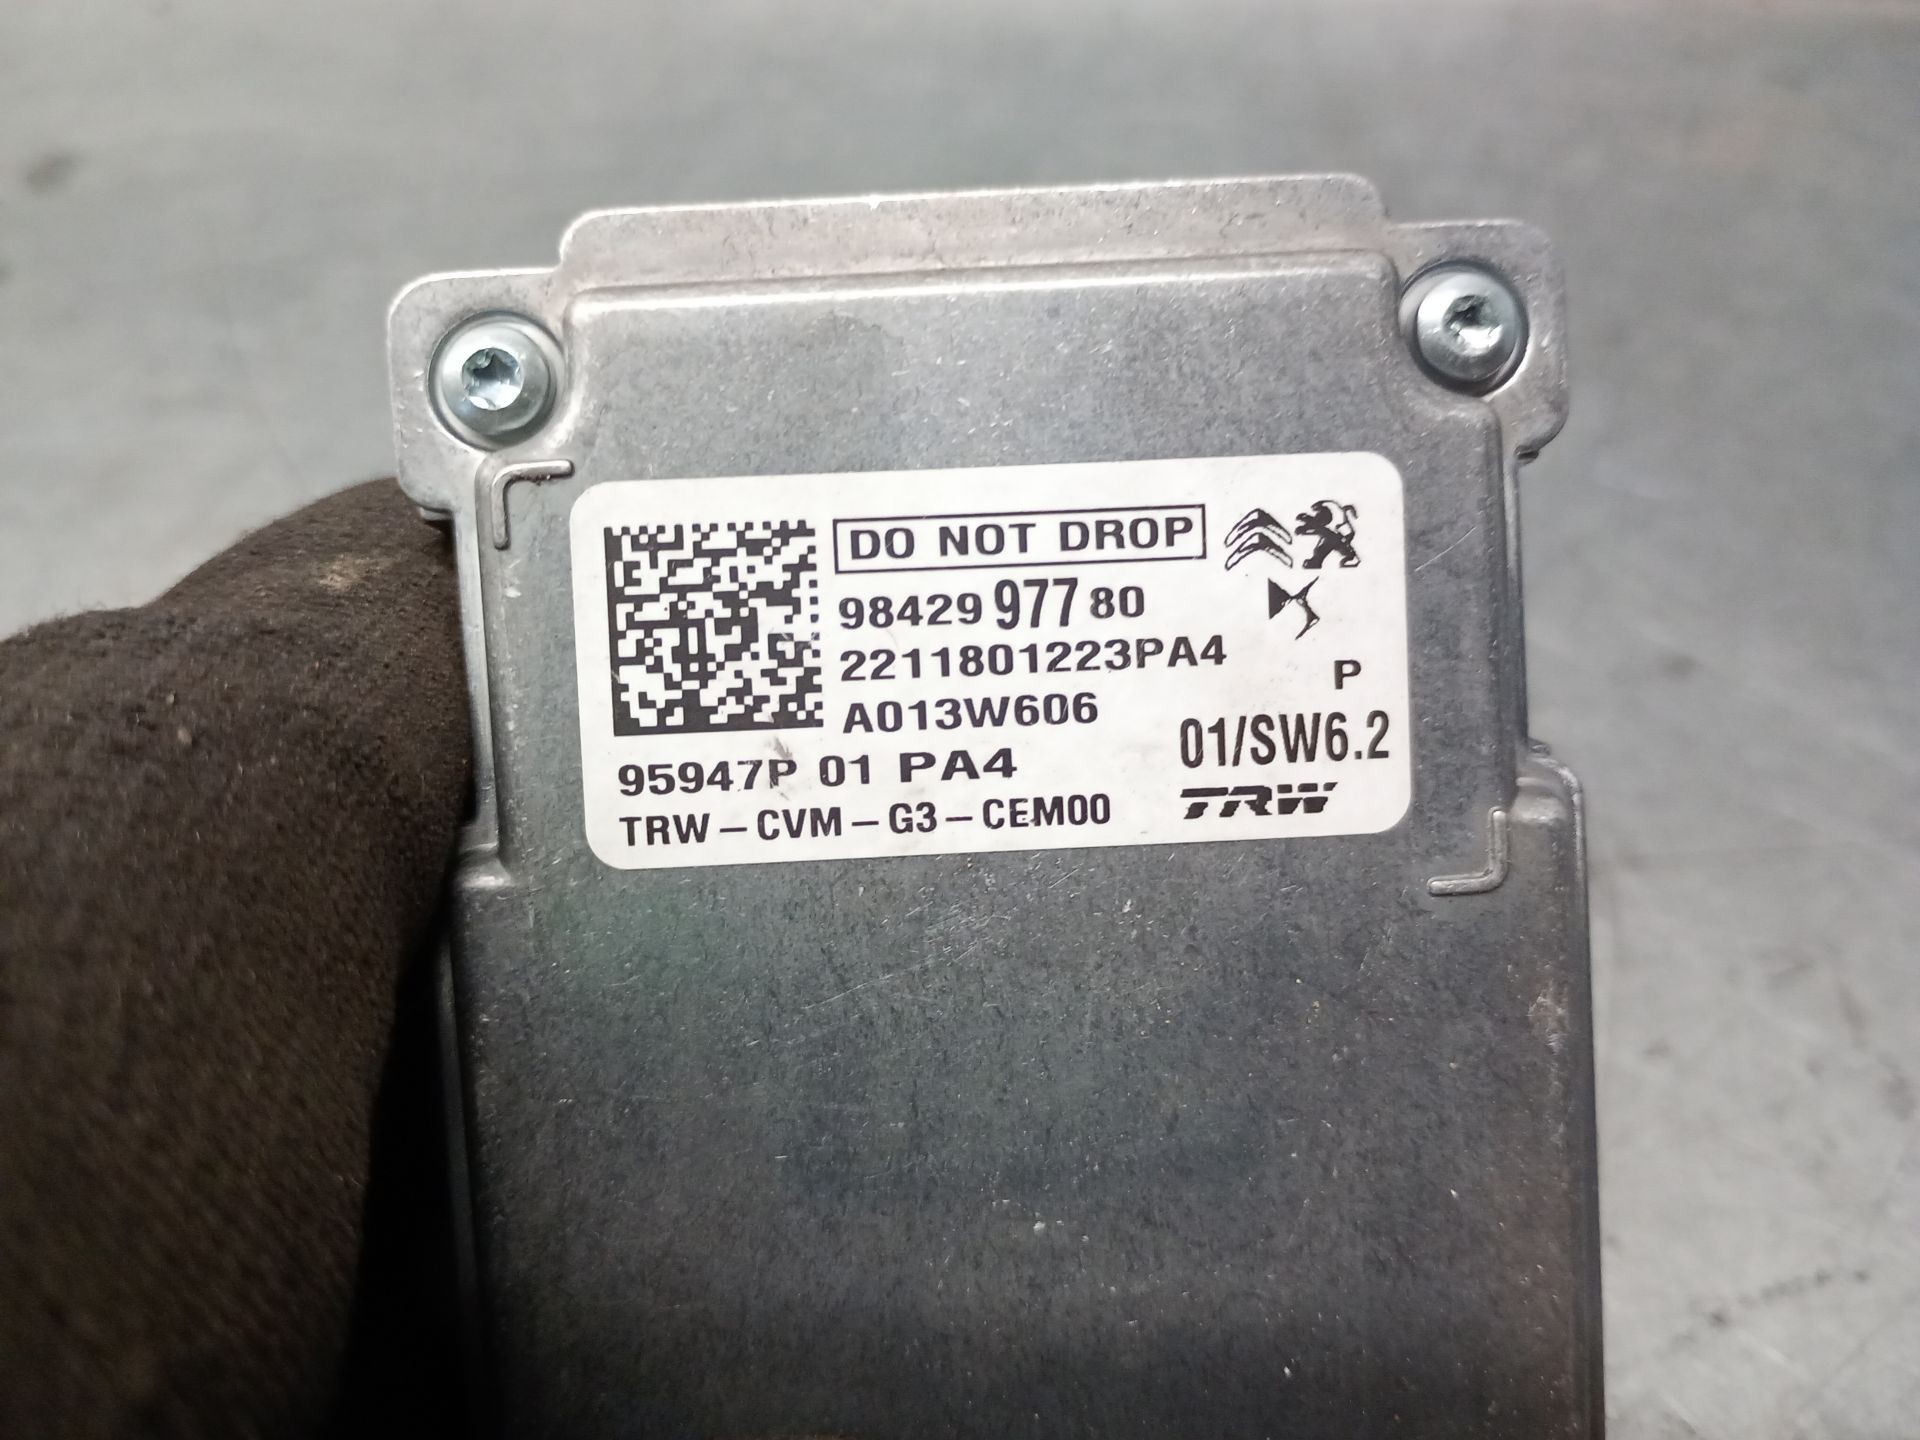 DO NOT DROP
98429 977 80
2211801223PA4
A013W606
P
01/SW6.2
95947P 01 PA4
TRW-CVM-G3-CEM00
TRW